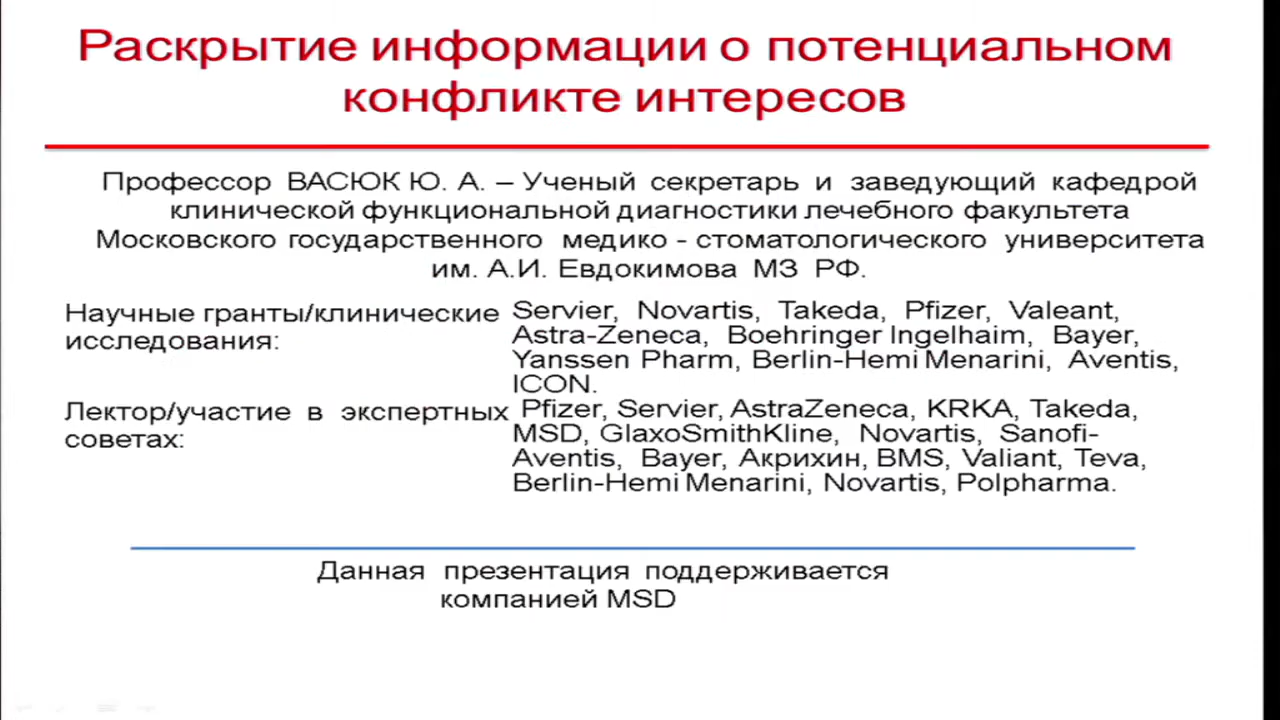 Раскрытие информации о потенциальном
конфликте интересов
Профессор ВАСЮК Ю. А. – Ученый секретарь и заведующий кафедрой
клинической функциональной диагностики лечебного факультета
Московского государственного медико - стоматологического университета
им. А.И. Евдокимова МЗ РФ.
Научные гранты/клинические
исследования:
Servier, Novartis, Takeda, Pfizer, Valeant,
Astra-Zeneca, Boehringer Ingelhaim, Bayer,
Yanssen Pharm, Berlin-Hemi Menarini, Aventis,
ICON.
Лектор/участие в экспертных
советах:
Pfizer, Servier, AstraZeneca, KRKA, Takeda,
MSD, GlaxoSmithKline, Novartis, Sanofi-
Aventis, Bayer, Акрихин, BMS, Valiant, Teva,
Berlin-Hemi Menarini, Novartis, Polpharma.
Данная презентация поддерживается
компанией MSD